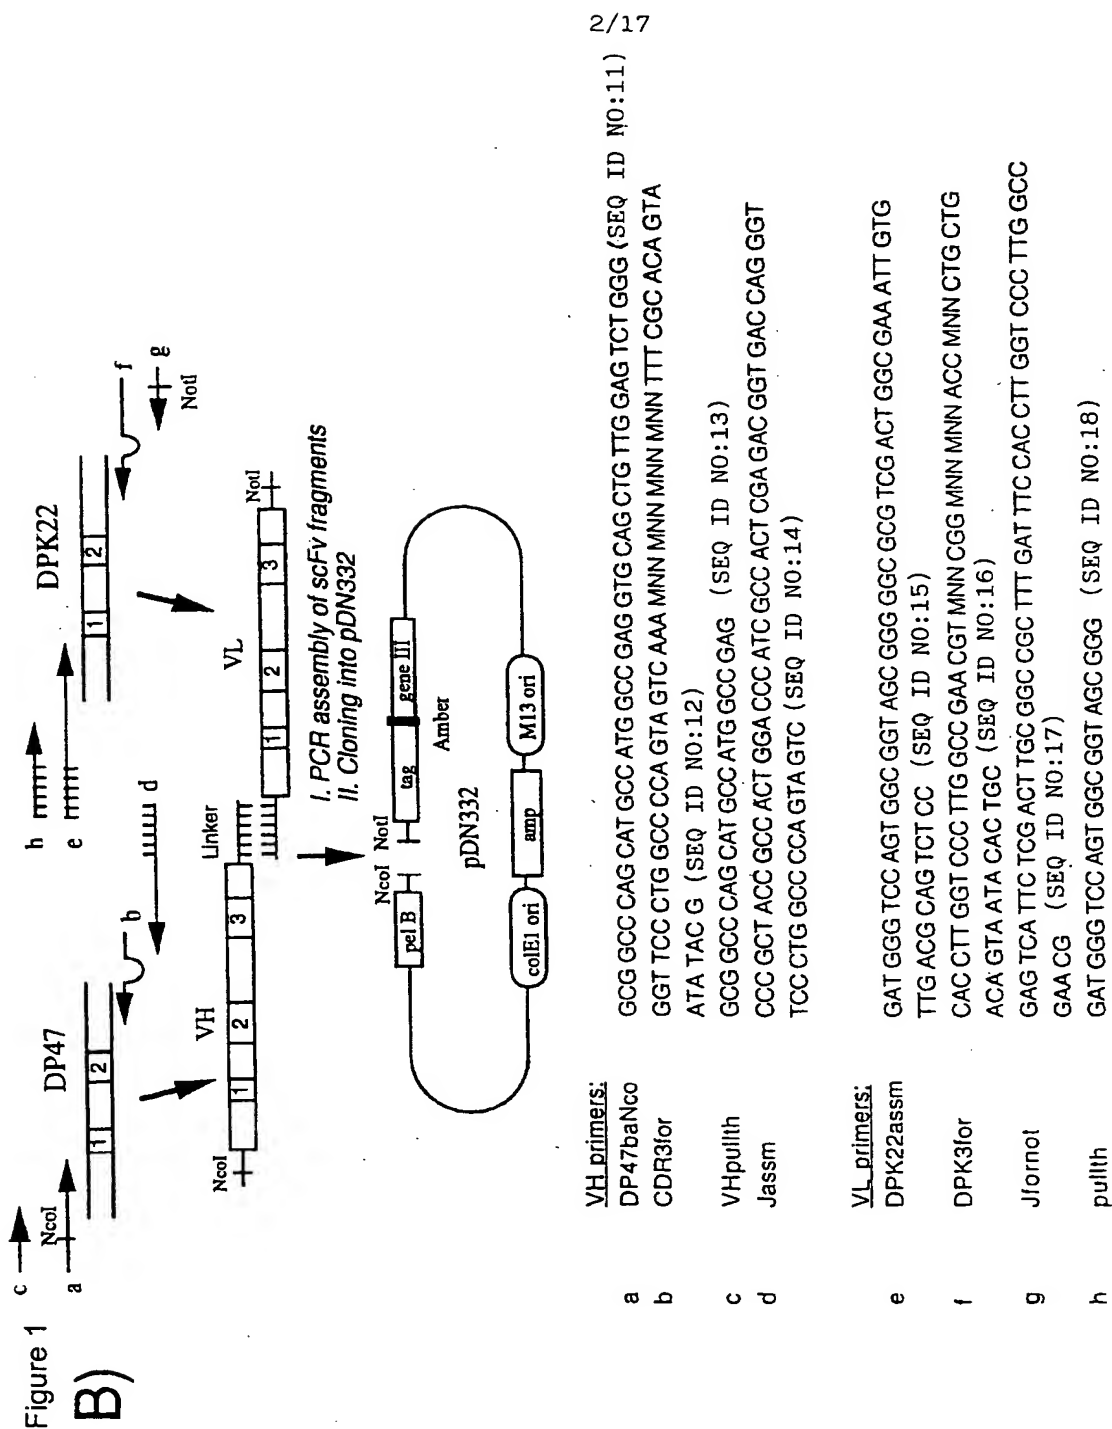 2/17
Figure 1
B)
c
NcoI
a
DP47
1
2
b
d
h
e
DPK22
1
2
f
g
NotI
NcoI
VH
1
2
3
Linker
VL
1
2
3
NotI
I. PCR assembly of scFv fragments
II. Cloning into pDN332
pel B
NcoI
NotI
tag
gene III
Amber
pDN332
colE1 ori
amp
M13 ori
VH primers:
a DP47baNco GCG GCC CAG CAT GCC ATG GCC GAG GTG CAG CTG TTG GAG TCT GGG (SEQ ID NO:11)
b CDR3for GGT TCC CTG GCC CCA GTA GTC AAA MNN MNN MNN MNN TTT CGC ACA GTA
ATA TAC G (SEQ ID NO:12)
c VHpullth GCG GCC CAG CAT GCC ATG GCC GAG (SEQ ID NO:13)
d Jassm CCC GCT ACC GCC ACT GGA CCC ATC GCC ACT CGA GAC GGT GAC CAG GGT
TCC CTG GCC CCA GTA GTC (SEQ ID NO:14)
VL primers:
e DPK22assm GAT GGG TCC AGT GGC GGT AGC GGG GGC GCG TCG ACT GGC GAA ATT GTG
TTG ACG CAG TCT CC (SEQ ID NO:15)
f DPK3for CAC CTT GGT CCC TTG GCC GAA CGT MNN CGG MNN MNN ACC MNN CTG CTG
ACA GTA ATA CAC TGC (SEQ ID NO:16)
g Jfornot GAG TCA TTC TCG ACT TGC GGC CGC TTT GAT TTC CAC CTT GGT CCC TTG GCC
GAA CG (SEQ ID NO:17)
h pullth GAT GGG TCC AGT GGC GGT AGC GGG (SEQ ID NO:18)